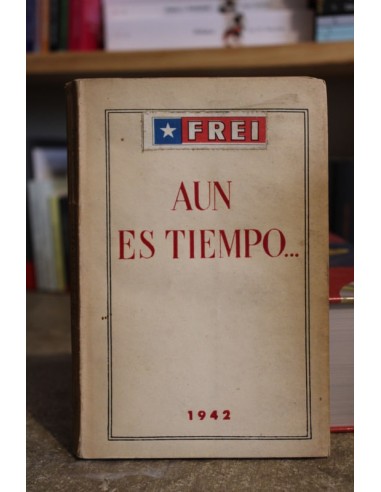 FREI
AUN
ES TIEMPO...
1942